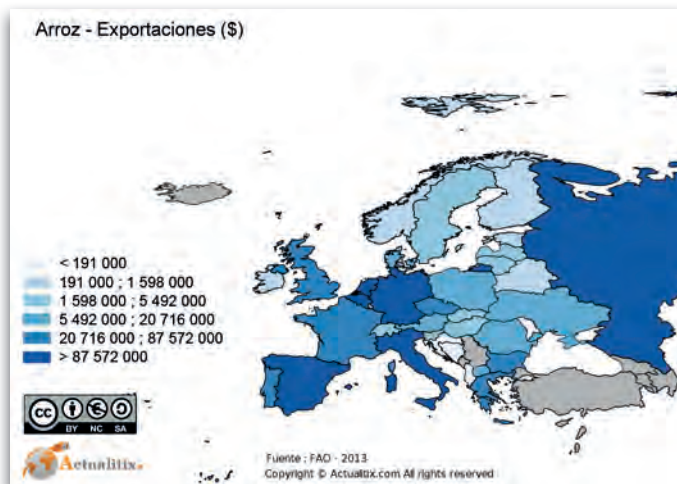 Arroz - Exportaciones ($)
< 191 000
191 000 ; 1 598 000
1 598 000 ; 5 492 000
5 492 000 ; 20 716 000
20 716 000 ; 87 572 000
> 87 572 000
cc
BY NC SA
Actualitix
Fuente : FAO - 2013
Copyright © Actualitix.com All rights reserved